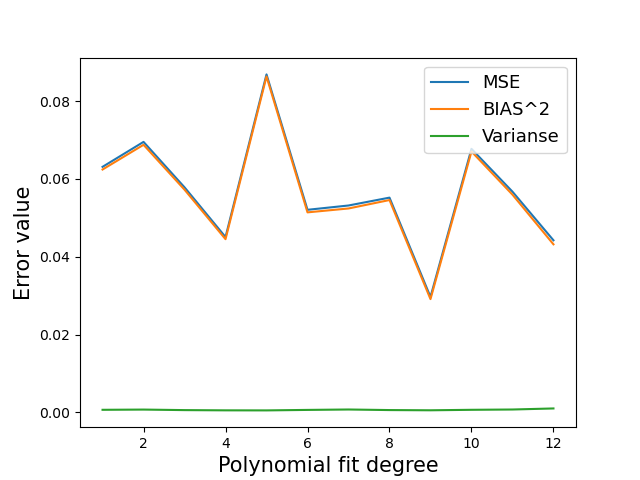 MSE
BIAS^2
Varianse
0.08
0.06
0.04
0.02
0.00
Error value
2 4 6 8 10 12
Polynomial fit degree